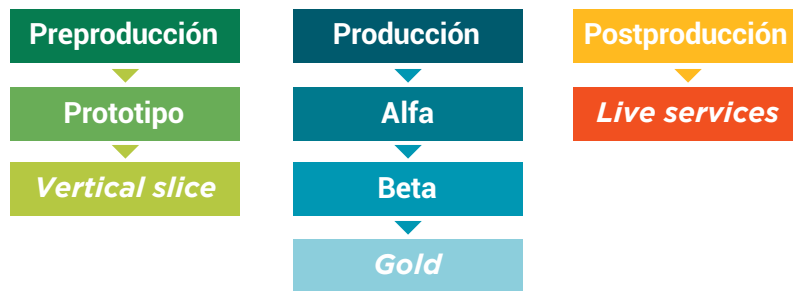 Preproducción
Prototipo
Vertical slice
Producción
Alfa
Beta
Gold
Postproducción
Live services